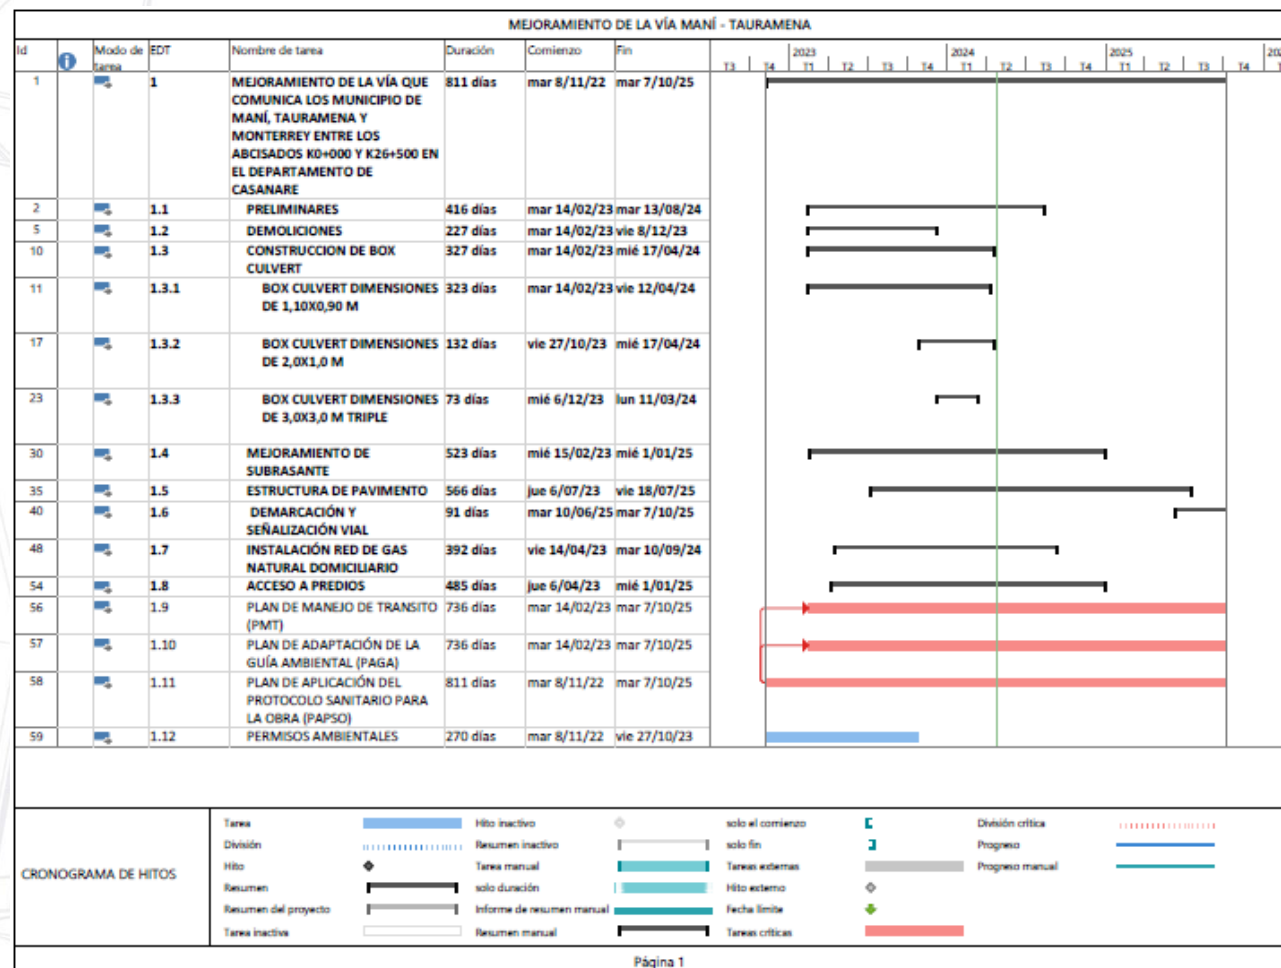 MEJORAMIENTO DE LA VÍA MANÍ - TAURAMENA
Id Modo de tarea EDT Nombre de tarea Duración Comienzo Fin
2023 2024 2025
T3 T4 T1 T2 T3 T4 T1 T2 T3 T4 T1 T2 T3 T4
1 1 MEJORAMIENTO DE LA VÍA QUE 811 días mar 8/11/22 mar 7/10/25
COMUNICA LOS MUNICIPIO DE
MANÍ, TAURAMENA Y
MONTERREY ENTRE LOS
ABCISADOS K0+000 Y K26+500 EN
EL DEPARTAMENTO DE
CASANARE
2 1.1 PRELIMINARES 416 días mar 14/02/23 mar 13/08/24
5 1.2 DEMOLICIONES 227 días mar 14/02/23 vie 8/12/23
10 1.3 CONSTRUCCION DE BOX 327 días mar 14/02/23 mié 17/04/24
CULVERT
11 1.3.1 BOX CULVERT DIMENSIONES 323 días mar 14/02/23 vie 12/04/24
DE 1,10X0,90 M
17 1.3.2 BOX CULVERT DIMENSIONES 132 días vie 27/10/23 mié 17/04/24
DE 2,0X1,0 M
23 1.3.3 BOX CULVERT DIMENSIONES 73 días mié 6/12/23 lun 11/03/24
DE 3,0X3,0 M TRIPLE
30 1.4 MEJORAMIENTO DE 523 días mié 15/02/23 mié 1/01/25
SUBRASANTE
35 1.5 ESTRUCTURA DE PAVIMENTO 566 días jue 6/07/23 vie 18/07/25
40 1.6 DEMARCACIÓN Y 91 días mar 10/06/25 mar 7/10/25
SEÑALIZACIÓN VIAL
48 1.7 INSTALACIÓN RED DE GAS 392 días vie 14/04/23 mar 10/09/24
NATURAL DOMICILIARIO
54 1.8 ACCESO A PREDIOS 485 días jue 6/04/23 mié 1/01/25
56 1.9 PLAN DE MANEJO DE TRANSITO 736 días mar 14/02/23 mar 7/10/25
(PMT)
57 1.10 PLAN DE ADAPTACIÓN DE LA 736 días mar 14/02/23 mar 7/10/25
GUÍA AMBIENTAL (PAGA)
58 1.11 PLAN DE APLICACIÓN DEL 811 días mar 8/11/22 mar 7/10/25
PROTOCOLO SANITARIO PARA
LA OBRA (PAPSO)
59 1.12 PERMISOS AMBIENTALES 270 días mar 8/11/22 vie 27/10/23
CRONOGRAMA DE HITOS
Tarea Hito inactivo solo el comienzo División crítica
División Resumen inactivo solo fin Progreso
Hito Tarea manual Tareas externas Progreso manual
Resumen solo duración Hito externo
Resumen del proyecto Informe de resumen manual Fecha límite
Tarea inactiva Resumen manual Tareas críticas
Página 1